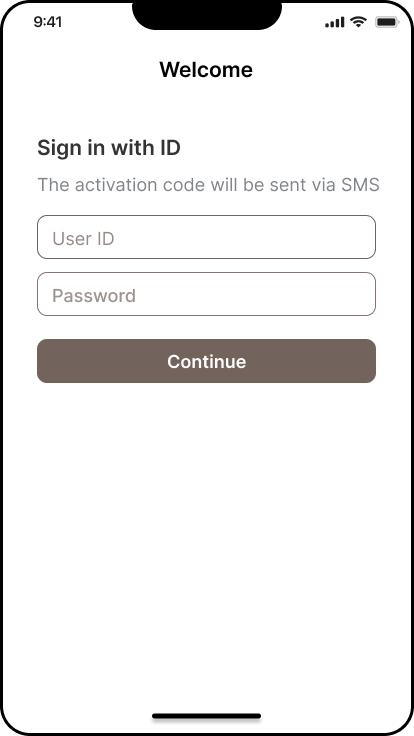 9:41
Welcome
Sign in with ID
The activation code will be sent via SMS
User ID
Password
Continue